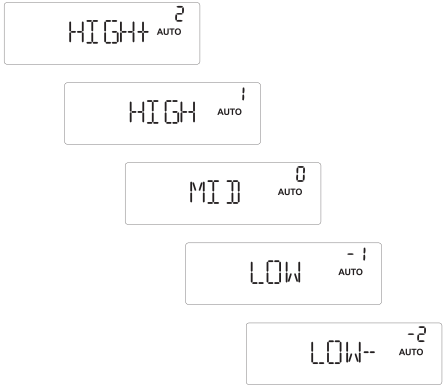 HIGH+ AUTO 2
HIGH AUTO 1
MID AUTO 0
LOW AUTO -1
LOW-- AUTO -2